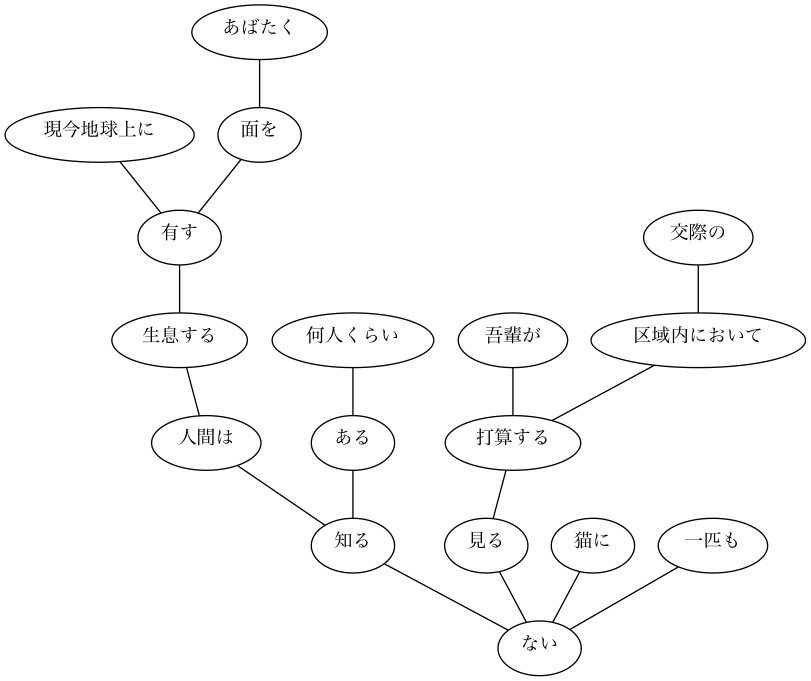 あばたく
現今地球上に
面を
有す
交際の
生息する
何人くらい
吾輩が
区域内において
人間は
ある
打算する
知る
見る
猫に
一匹も
ない